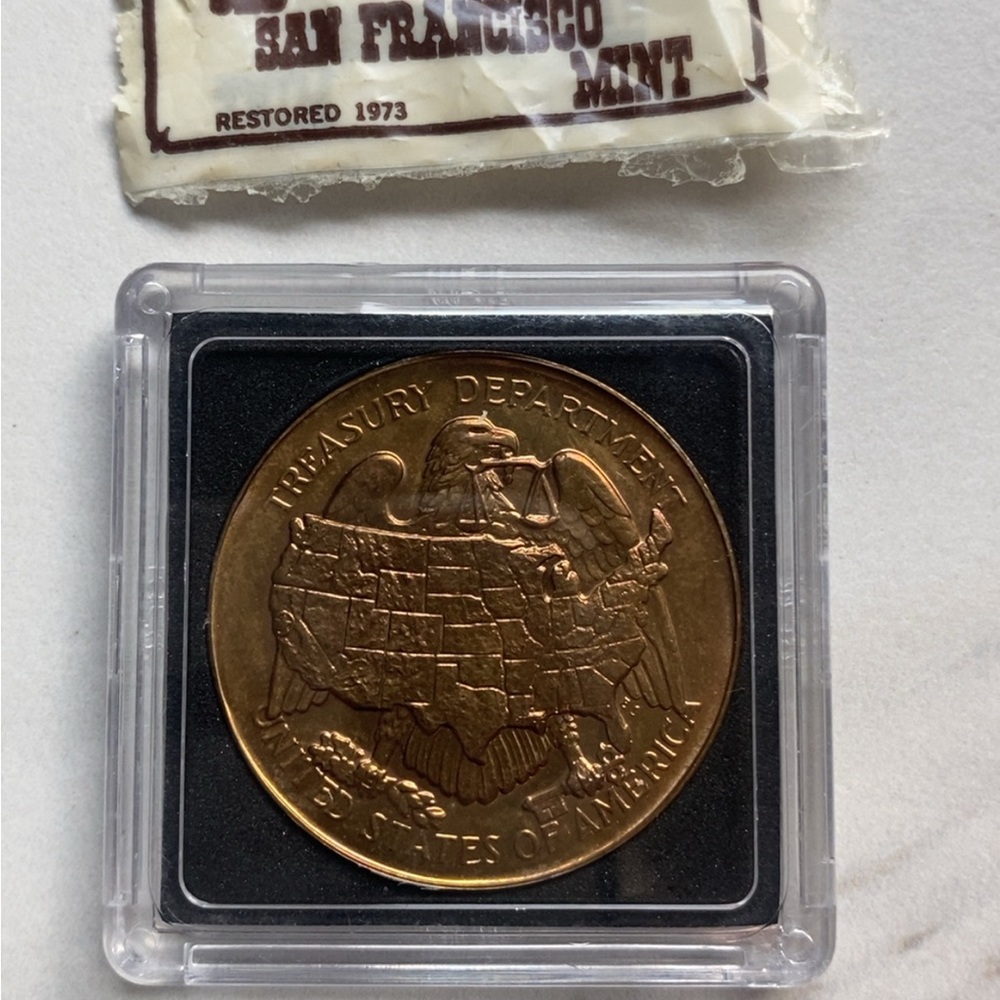 SAN FRANCISCO
MINT
RESTORED 1973
TREASURY DEPARTMENT
UNITED STATES OF AMERICA